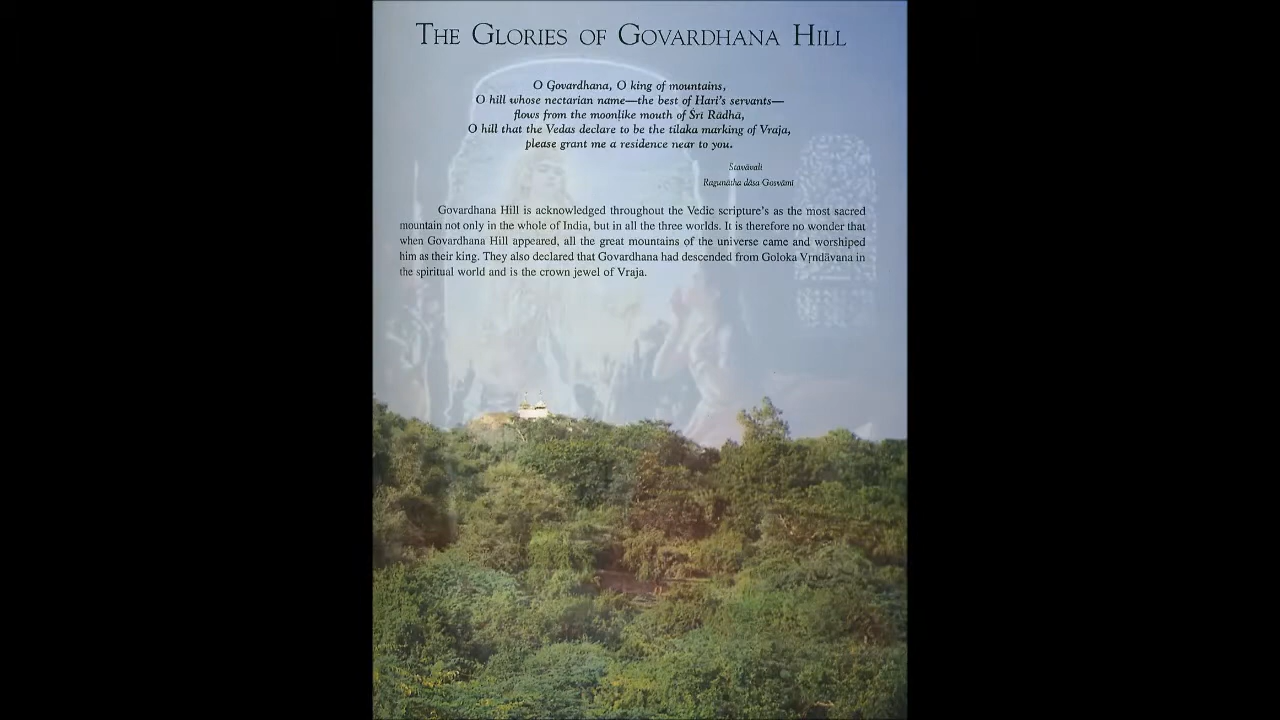 THE GLORIES OF GOVARDHANA HILL
O Govardhana, O king of mountains,
O hill whose nectarian name—the best of Hari's servants—
flows from the moonlike mouth of Śrī Rādhā,
O hill that the Vedas declare to be the tilaka marking of Vraja,
please grant me a residence near to you.
Stavāvali
Ragunātha dāsa Gosvāmī
Govardhana Hill is acknowledged throughout the Vedic scripture's as the most sacred
mountain not only in the whole of India, but in all the three worlds. It is therefore no wonder that
when Govardhana Hill appeared, all the great mountains of the universe came and worshiped
him as their king. They also declared that Govardhana had descended from Goloka Vṛndāvana in
the spiritual world and is the crown jewel of Vraja.